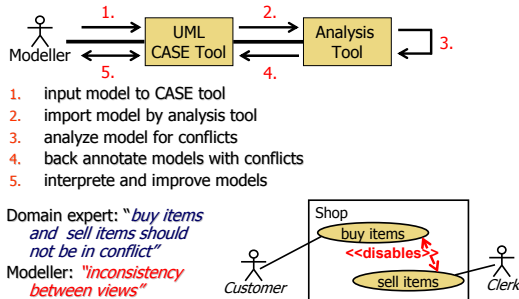 1.
2.
UML
CASE Tool
Analysis
Tool
3.
Modeller
5.
4.
1. input model to CASE tool
2. import model by analysis tool
3. analyze model for conflicts
4. back annotate models with conflicts
5. interprete and improve models
Domain expert: "buy items
and sell items should
not be in conflict"
Modeller: "inconsistency
between views"
Shop
buy items
<<disables>>
sell items
Customer
Clerk